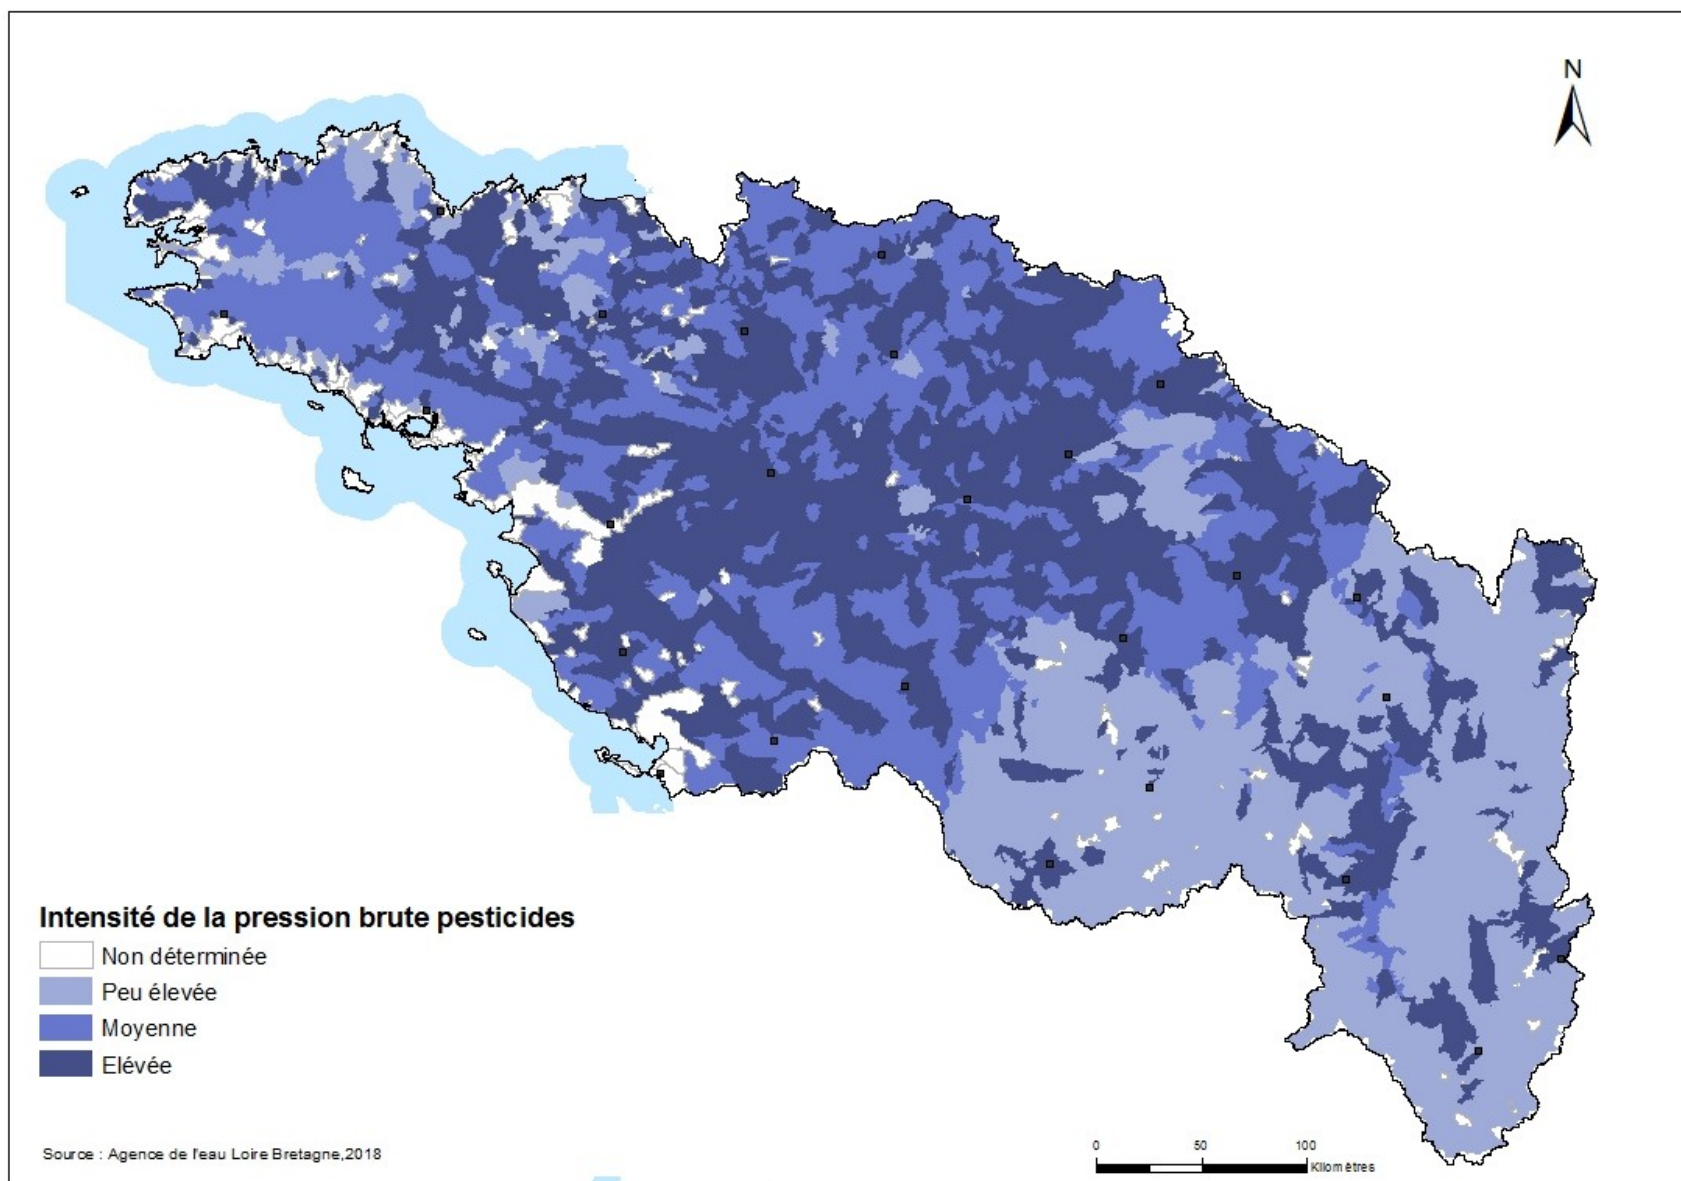 N
Intensité de la pression brute pesticides
Non déterminée
Peu élevée
Moyenne
Elévée
Source : Agence de l'eau Loire Bretagne,2018
0 50 100
Kilomètres